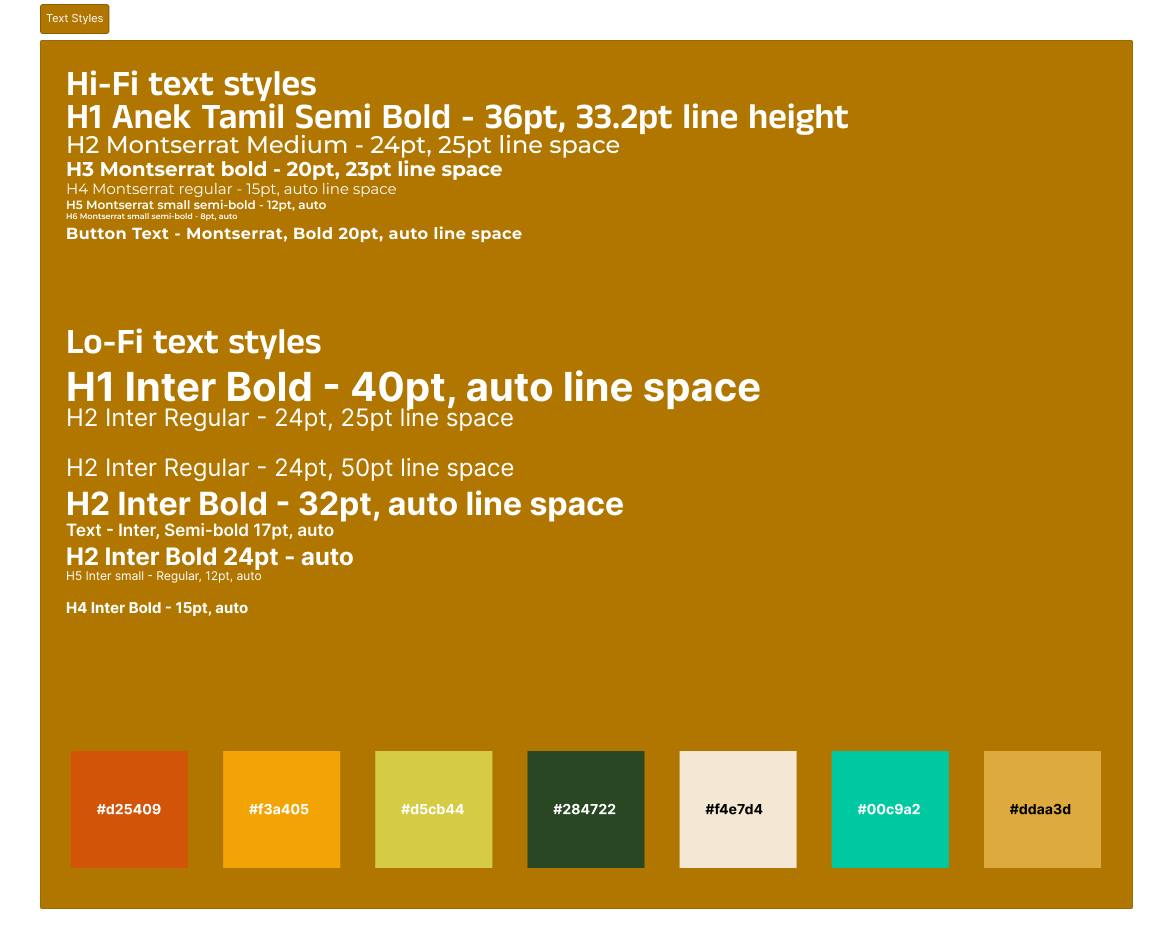 Text Styles
Hi-Fi text styles
H1 Anek Tamil Semi Bold - 36pt, 33.2pt line height
H2 Montserrat Medium - 24pt, 25pt line space
H3 Montserrat bold - 20pt, 23pt line space
H4 Montserrat regular - 15pt, auto line space
H5 Montserrat small semi-bold - 12pt, auto
H6 Montserrat small semi-bold - 8pt, auto
Button Text - Montserrat, Bold 20pt, auto line space
Lo-Fi text styles
H1 Inter Bold - 40pt, auto line space
H2 Inter Regular - 24pt, 25pt line space
H2 Inter Regular - 24pt, 50pt line space
H2 Inter Bold - 32pt, auto line space
Text - Inter, Semi-bold 17pt, auto
H2 Inter Bold 24pt - auto
H5 Inter small - Regular, 12pt, auto
H4 Inter Bold - 15pt, auto
#d25409
#f3a405
#d5cb44
#284722
#f4e7d4
#00c9a2
#ddaa3d